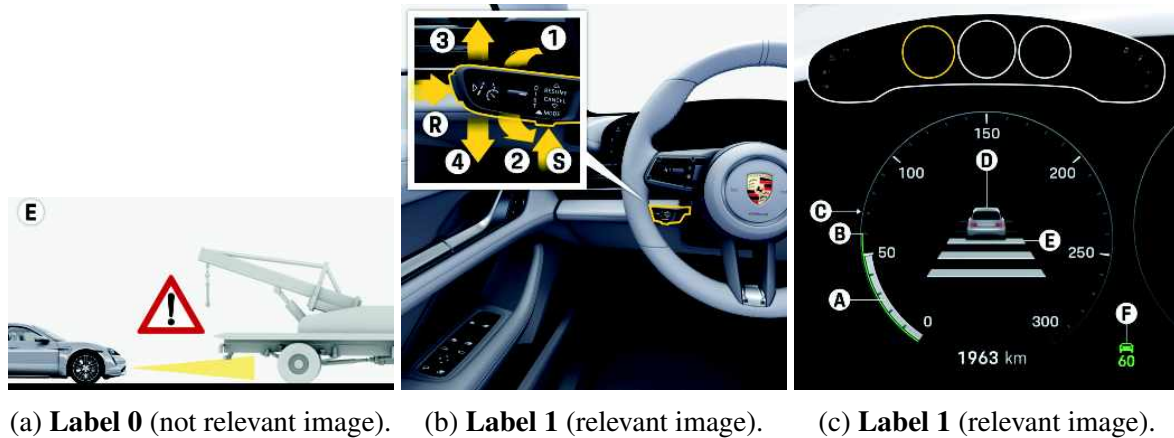 E
3
1
R
4
2
S
RESUME
CANCEL
MODE
D
I
S
T
150
D
100
200
C
B
E
50
250
A
F
0
300
60
1963 km
(a) Label 0 (not relevant image).
(b) Label 1 (relevant image).
(c) Label 1 (relevant image).